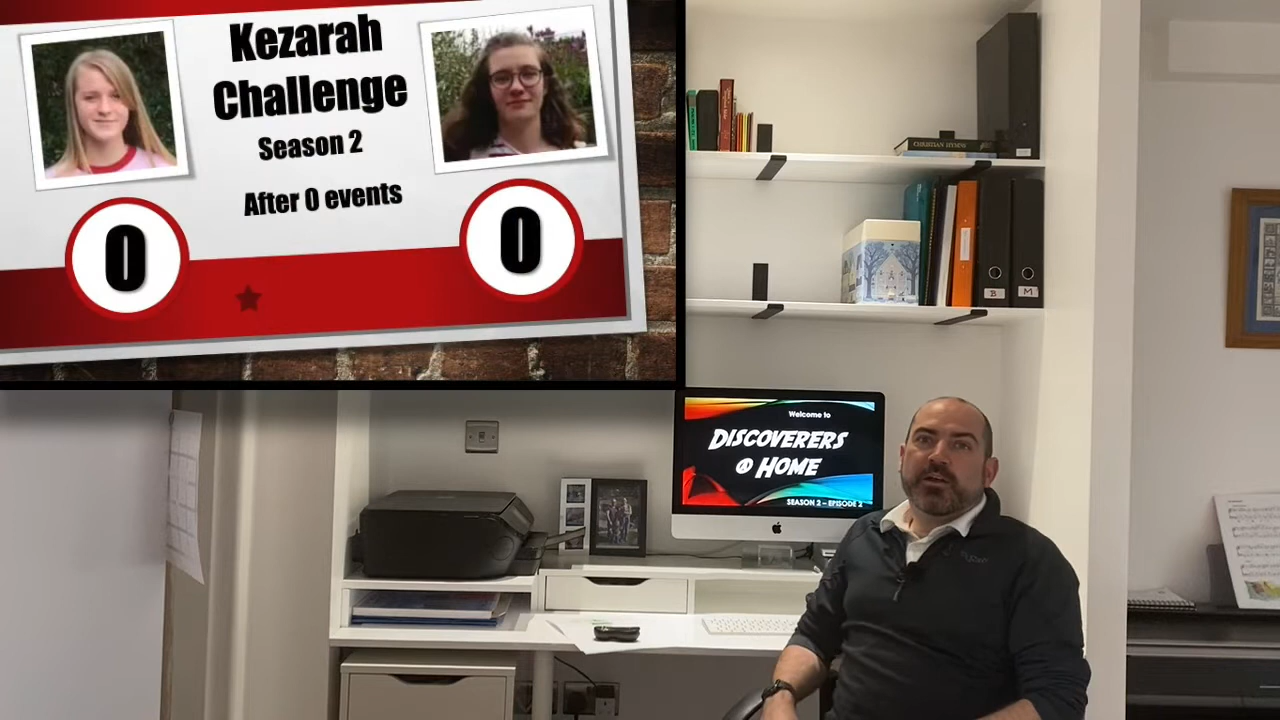 Kezarah
Challenge
Season 2
After 0 events
0
0
CHRISTIAN HYMNS
B
M
Welcome to
DISCOVERERS
@ HOME
SEASON 2 – EPISODE 2